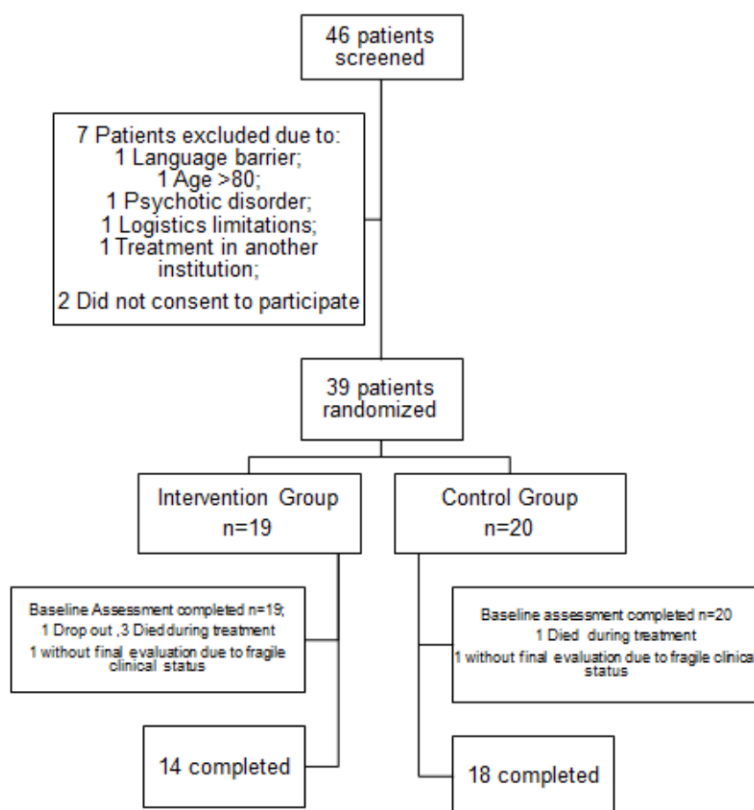 46 patients
screened
7 Patients excluded due to:
1 Language barrier;
1 Age >80;
1 Psychotic disorder;
1 Logistics limitations;
1 Treatment in another
institution;
2 Did not consent to participate
39 patients
randomized
Intervention Group
n=19
Control Group
n=20
Baseline Assessment completed n=19;
1 Drop out ,3 Died during treatment
1 without final evaluation due to fragile
clinical status
Baseline assessment completed n=20
1 Died during treatment
1 without final evaluation due to fragile clinical
status
14 completed
18 completed